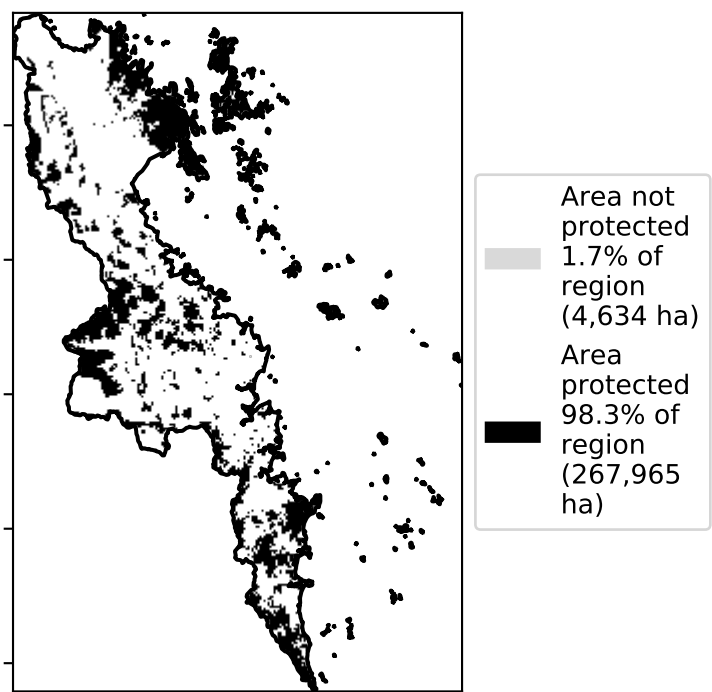 Area not
protected
1.7% of
region
(4,634 ha)
Area
protected
98.3% of
region
(267,965
ha)